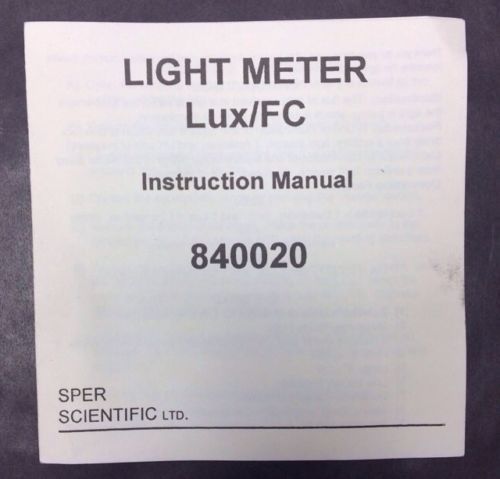 LIGHT METER
Lux/FC
Instruction Manual
840020
SPER
SCIENTIFIC LTD.